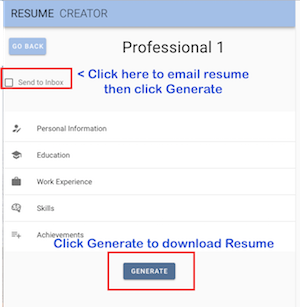 RESUME CREATOR
GO BACK
Professional 1
Send to Inbox
< Click here to email resume
then click Generate
Personal Information
Education
Work Experience
Skills
Achievements
Click Generate to download Resume
GENERATE